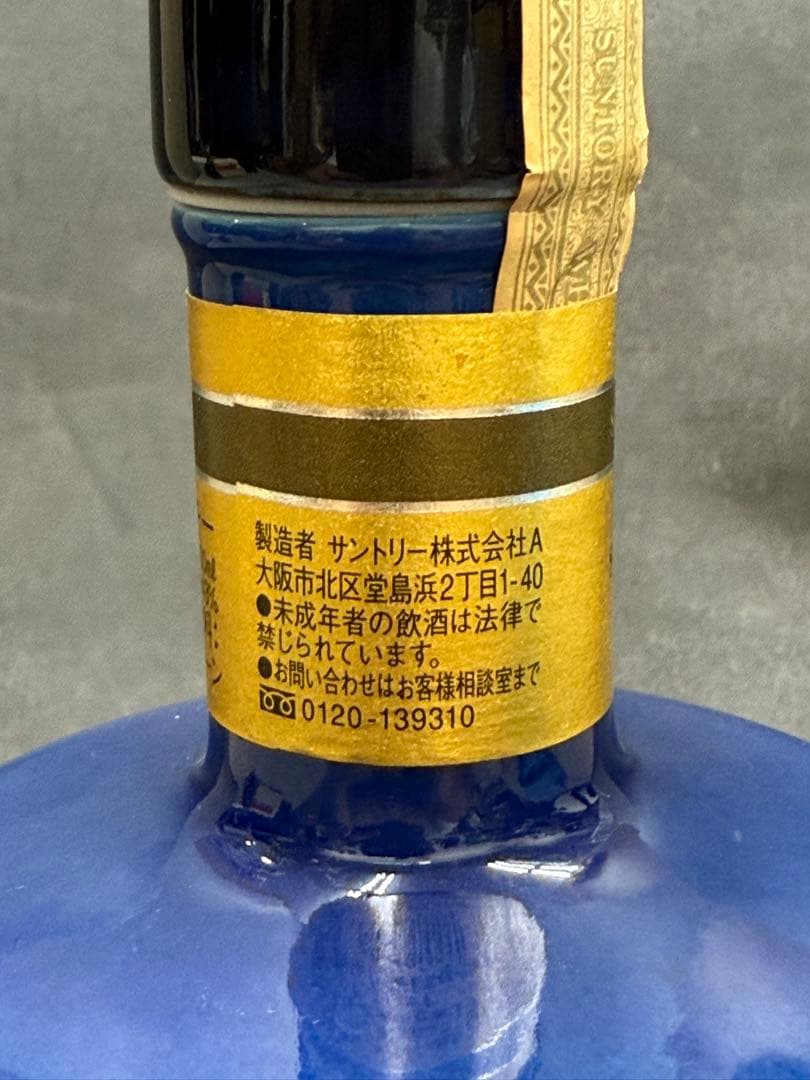 SUNTORY
製造者 サントリー株式会社A
大阪市北区堂島浜2丁目1-40
●未成年者の飲酒は法律で
禁じられています。
●お問い合わせはお客様相談室まで
0120-139310